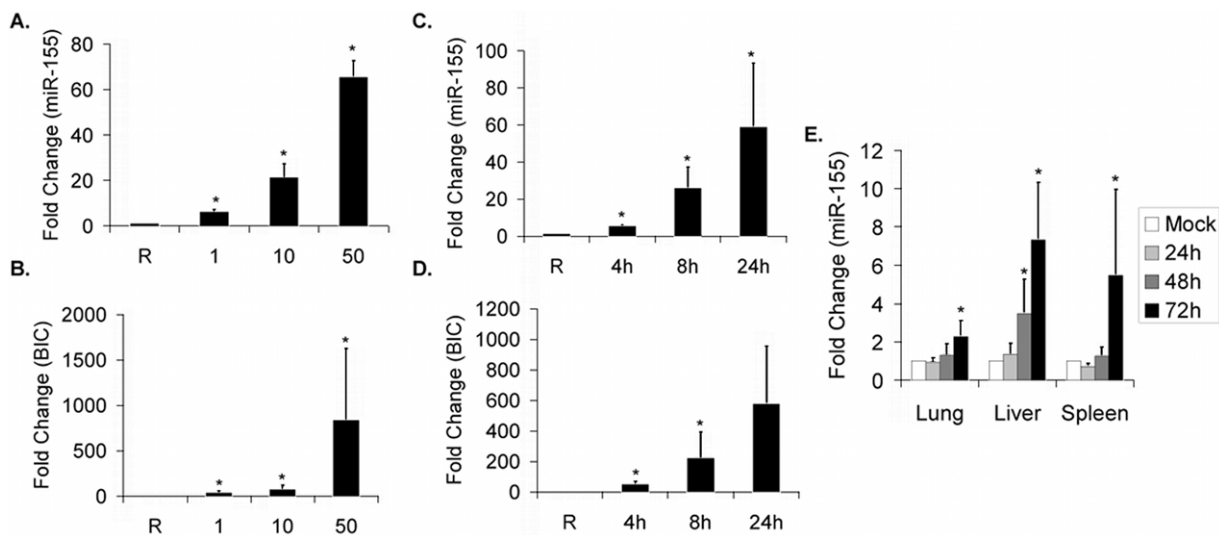 A.
Fold Change (miR-155)
80
60
40
20
0
*
*
*
R 1 10 50
B.
Fold Change (BIC)
2000
1500
1000
500
0
*
*
*
R 1 10 50
C.
Fold Change (miR-155)
100
80
60
40
20
0
*
*
*
R 4h 8h 24h
D.
Fold Change (BIC)
1200
1000
800
600
400
200
0
*
*
R 4h 8h 24h
E.
Fold Change (miR-155)
12
10
8
6
4
2
0
*
*
*
*
Lung Liver Spleen
Mock
24h
48h
72h